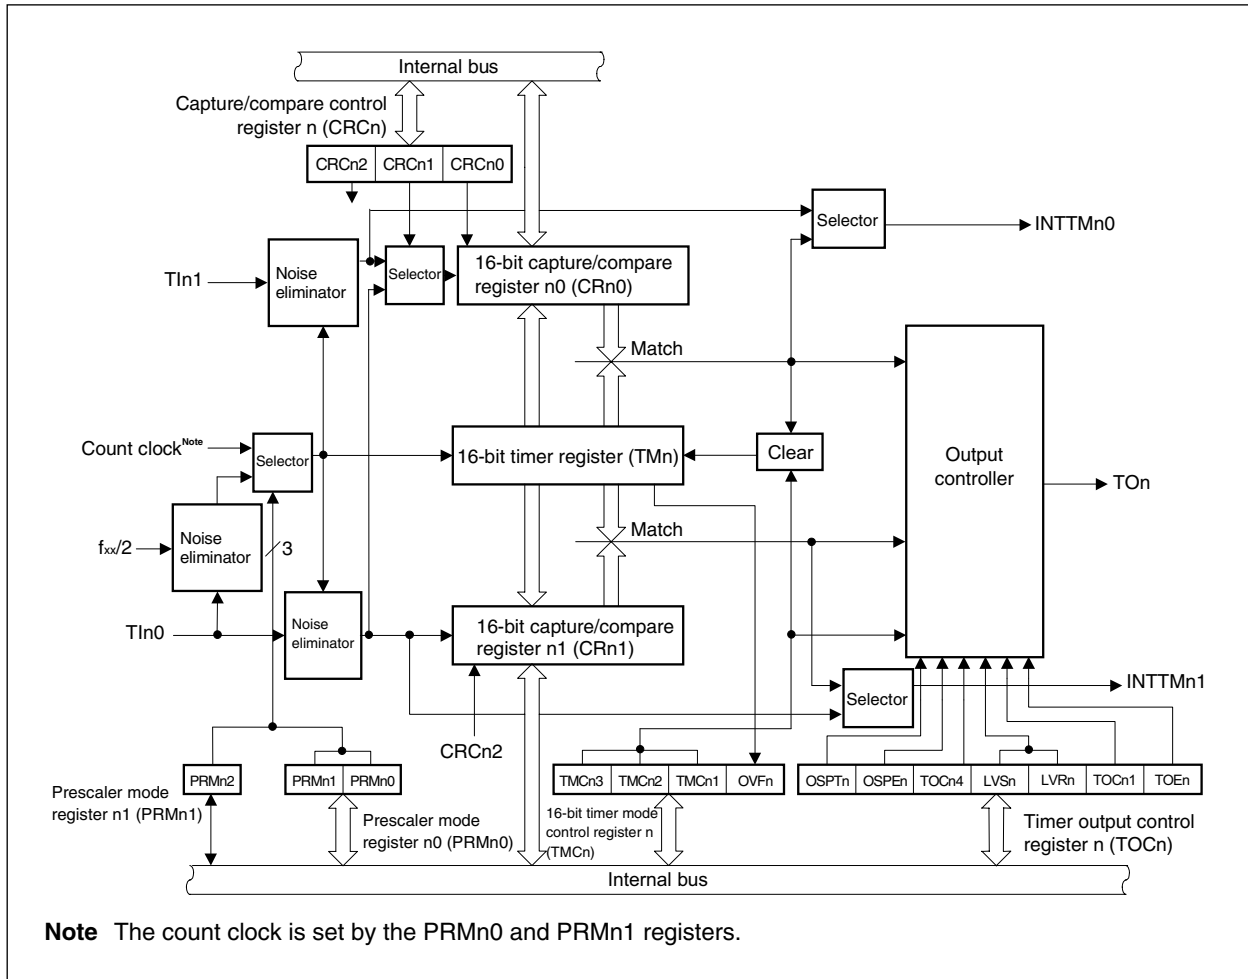 Internal bus
Capture/compare control
register n (CRCn)
CRCn2 CRCn1 CRCn0
Selector
INTTMn0
TIn1
Noise
eliminator
Selector
16-bit capture/compare
register n0 (CRn0)
Match
Count clockNote
Selector
16-bit timer register (TMn)
Clear
Output
controller
TOn
fxx/2
Noise
eliminator
3
Match
TIn0
Noise
eliminator
16-bit capture/compare
register n1 (CRn1)
Selector
INTTMn1
CRCn2
PRMn2
PRMn1 PRMn0
TMCn3 TMCn2 TMCn1 OVFn
OSPTn OSPEn TOCn4 LVSn LVRn TOCn1 TOEn
Prescaler mode
register n1 (PRMn1)
Prescaler mode
register n0 (PRMn0)
16-bit timer mode
control register n
(TMCn)
Timer output control
register n (TOCn)
Internal bus
Note The count clock is set by the PRMn0 and PRMn1 registers.